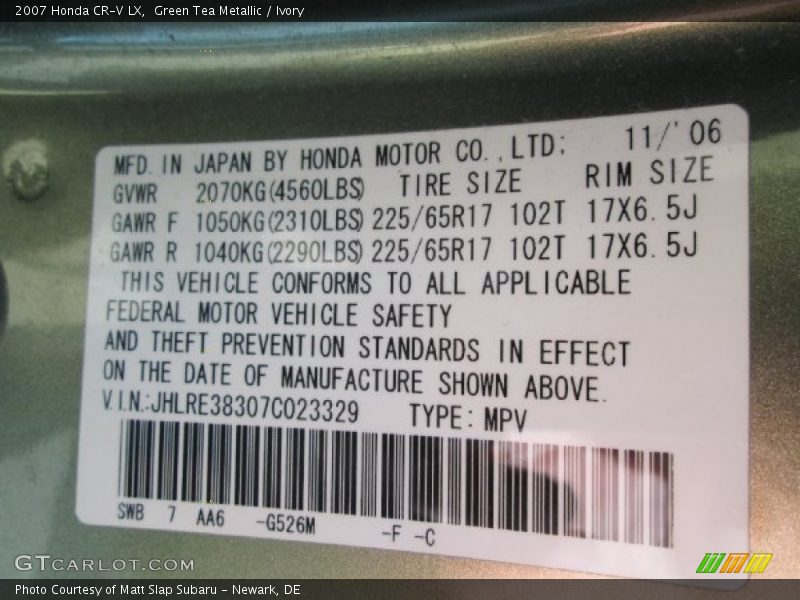 2007 Honda CR-V LX,  Green Tea Metallic / Ivory
MFD. IN JAPAN BY HONDA MOTOR CO.,LTD: 11/'06
GVWR 2070KG(4560LBS) TIRE SIZE RIM SIZE
GAWR F 1050KG(2310LBS) 225/65R17 102T 17X6.5J
GAWR R 1040KG(2290LBS) 225/65R17 102T 17X6.5J
THIS VEHICLE CONFORMS TO ALL APPLICABLE
FEDERAL MOTOR VEHICLE SAFETY
AND THEFT PREVENTION STANDARDS IN EFFECT
ON THE DATE OF MANUFACTURE SHOWN ABOVE.
V.I.N.:JHLRE38307C023329 TYPE: MPV
SWB 7 AA6 -G526M -F -C
GTCARLOT.COM
Photo Courtesy of Matt Slap Subaru - Newark, DE